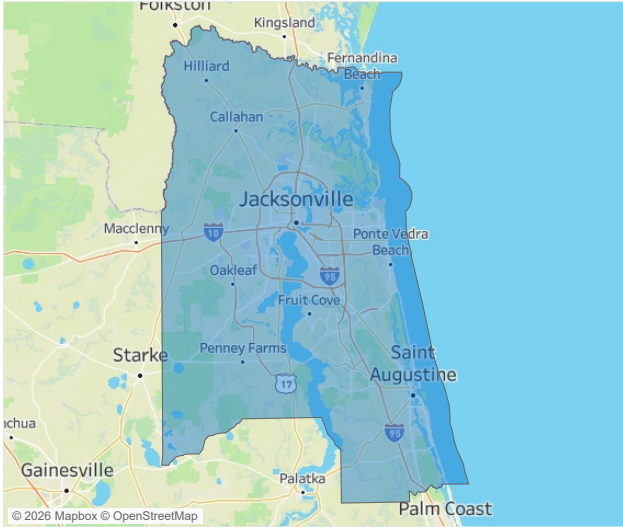 Folkston
Kingsland
Fernandina
Beach
Hilliard
Callahan
Jacksonville
Macclenny
10
Ponte Vedra
Beach
Oakleaf
95
Fruit Cove
Starke
Penney Farms
Saint
Augustine
17
95
achua
Gainesville
Palatka
Palm Coast
© 2026 Mapbox © OpenStreetMap